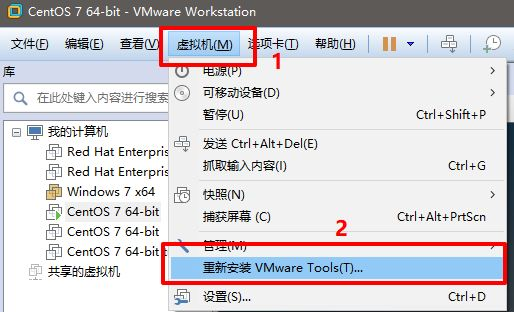 CentOS 7 64-bit - VMware Workstation
文件(F) 编辑(E) 查看(V) 虚拟机(M) 选项卡(T) 帮助(H)
1
库
在此处键入内容进行搜索
我的计算机
Red Hat Enterpris
Red Hat Enterpris
Windows 7 x64
CentOS 7 64-bit
CentOS 7 64-bit
CentOS 7 64-bit
共享的虚拟机
电源(P)
可移动设备(D)
暂停(U) Ctrl+Shift+P
发送 Ctrl+Alt+Del(E)
抓取输入内容(I) Ctrl+G
快照(N)
捕获屏幕 (C) Ctrl+Alt+PrtScn
2
管理(M)
重新安装 VMware Tools(T)...
设置(S)... Ctrl+D